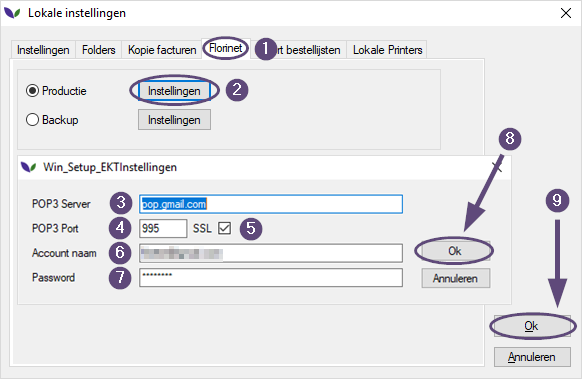 Lokale instellingen
Instellingen Folders Kopie facturen Florinet 1 rt bestellijsten Lokale Printers
Productie Instellingen 2
Backup Instellingen
8
Win_Setup_EKTInstellingen
9
POP3 Server 3 pop.gmail.com
POP3 Port 4 995 SSL 5
Account naam 6 Ok
Password 7 ******** Annuleren
Ok
Annuleren